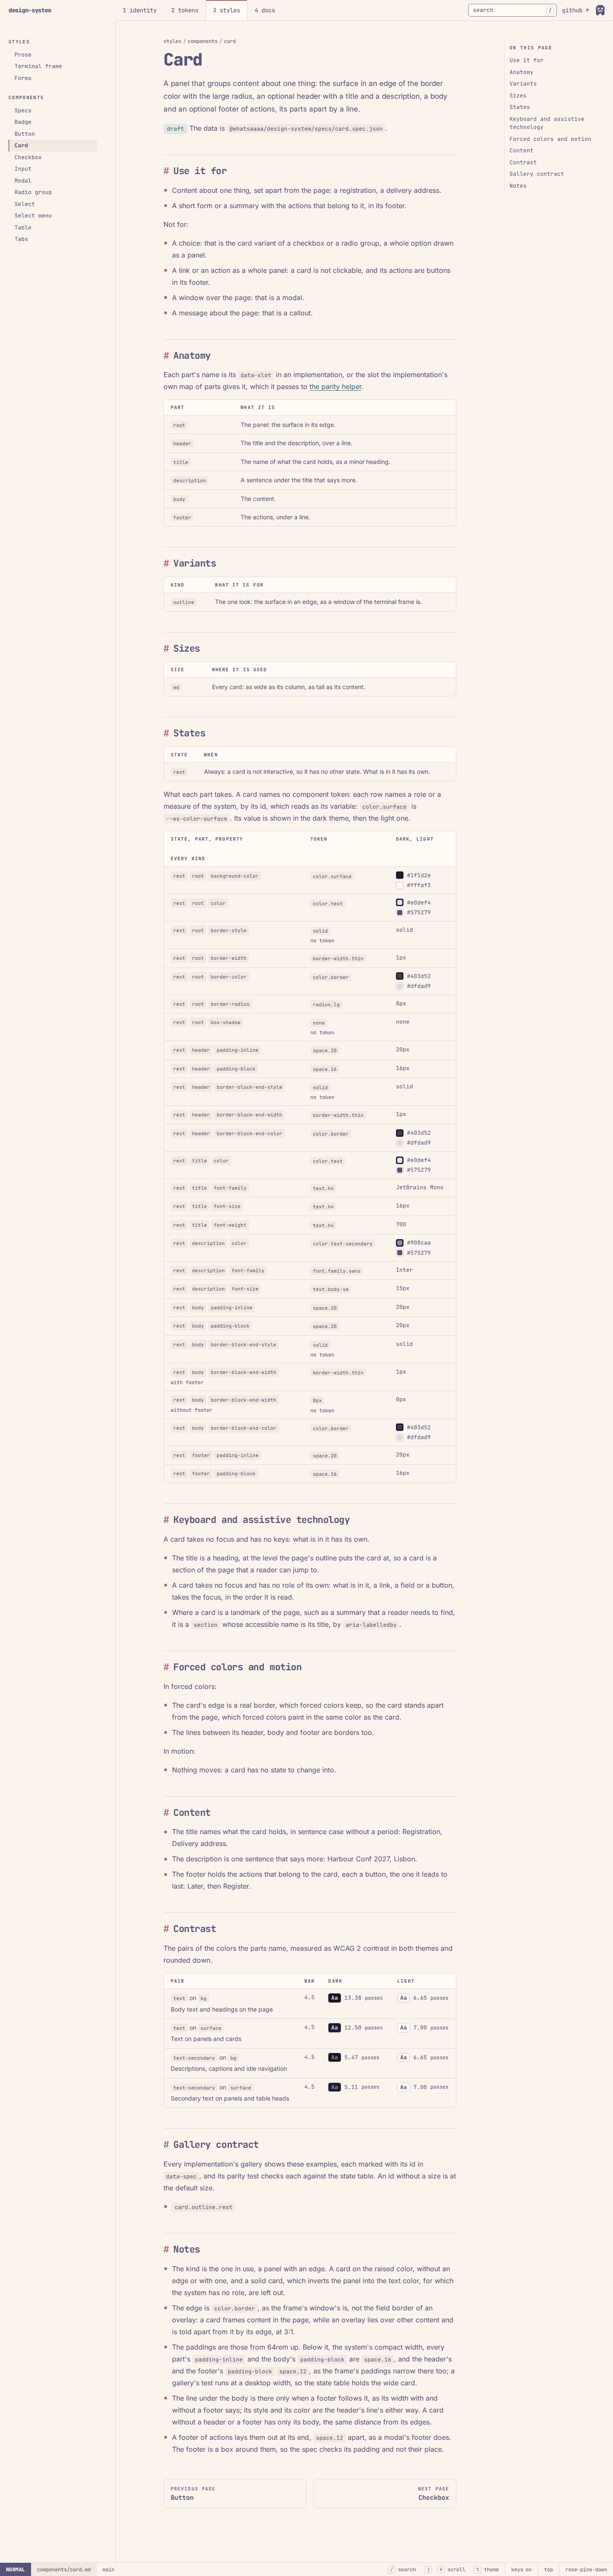 design-system
1 identity
2 tokens
3 styles
4 docs
search
/
github ↗
STYLES
Prose
Terminal frame
Forms
COMPONENTS
Specs
Badge
Button
Card
Checkbox
Input
Modal
Radio group
Select
Select menu
Table
Tabs
ON THIS PAGE
Use it for
Anatomy
Variants
Sizes
States
Keyboard and assistive
technology
Forced colors and motion
Content
Contrast
Gallery contract
Notes
styles / components / card
Card
A panel that groups content about one thing: the surface in an edge of the border
color with the large radius, an optional header with a title and a description, a body
and an optional footer of actions, its parts apart by a line.
draft The data is @whatsaaaa/design-system/specs/card.spec.json .
# Use it for
Content about one thing, set apart from the page: a registration, a delivery address.
A short form or a summary with the actions that belong to it, in its footer.
Not for:
A choice: that is the card variant of a checkbox or a radio group, a whole option drawn
as a panel.
A link or an action as a whole panel: a card is not clickable, and its actions are buttons
in its footer.
A window over the page: that is a modal.
A message about the page: that is a callout.
# Anatomy
Each part's name is its data-slot in an implementation, or the slot the implementation's
own map of parts gives it, which it passes to the parity helper.
PART WHAT IT IS
root The panel: the surface in its edge.
header The title and the description, over a line.
title The name of what the card holds, as a minor heading.
description A sentence under the title that says more.
body The content.
footer The actions, under a line.
# Variants
KIND WHAT IT IS FOR
outline The one look: the surface in an edge, as a window of the terminal frame is.
# Sizes
SIZE WHERE IT IS USED
md Every card: as wide as its column, as tall as its content.
# States
STATE WHEN
rest Always: a card is not interactive, so it has no other state. What is in it has its own.
What each part takes. A card names no component token: each row names a role or a
measure of the system, by its id, which reads as its variable: color.surface is
--ws-color-surface . Its value is shown in the dark theme, then the light one.
STATE, PART, PROPERTY TOKEN DARK, LIGHT
EVERY KIND
rest root background-color color.surface #1f1d2e
#fffaf3
rest root color color.text #e0def4
#575279
rest root border-style solid solid
no token
rest root border-width border-width.thin 1px
rest root border-color color.border #403d52
#dfdad9
rest root border-radius radius.lg 8px
rest root box-shadow none none
no token
rest header padding-inline space.20 20px
rest header padding-block space.16 16px
rest header border-block-end-style solid solid
no token
rest header border-block-end-width border-width.thin 1px
rest header border-block-end-color color.border #403d52
#dfdad9
rest title color color.text #e0def4
#575279
rest title font-family text.h4 JetBrains Mono
rest title font-size text.h4 16px
rest title font-weight text.h4 700
rest description color color.text-secondary #908caa
#575279
rest description font-family font.family.sans Inter
rest description font-size text.body-sm 15px
rest body padding-inline space.20 20px
rest body padding-block space.20 20px
rest body border-block-end-style solid solid
no token
rest body border-block-end-width border-width.thin 1px
with footer
rest body border-block-end-width 0px 0px
without footer no token
rest body border-block-end-color color.border #403d52
#dfdad9
rest footer padding-inline space.20 20px
rest footer padding-block space.16 16px
# Keyboard and assistive technology
A card takes no focus and has no keys: what is in it has its own.
The title is a heading, at the level the page's outline puts the card at, so a card is a
section of the page that a reader can jump to.
A card takes no focus and has no role of its own: what is in it, a link, a field or a button,
takes the focus, in the order it is read.
Where a card is a landmark of the page, such as a summary that a reader needs to find,
it is a section whose accessible name is its title, by aria-labelledby .
# Forced colors and motion
In forced colors:
The card's edge is a real border, which forced colors keep, so the card stands apart
from the page, which forced colors paint in the same color as the card.
The lines between its header, body and footer are borders too.
In motion:
Nothing moves: a card has no state to change into.
# Content
The title names what the card holds, in sentence case without a period: Registration,
Delivery address.
The description is one sentence that says more: Harbour Conf 2027, Lisbon.
The footer holds the actions that belong to the card, each a button, the one it leads to
last: Later, then Register.
# Contrast
The pairs of the colors the parts name, measured as WCAG 2 contrast in both themes and
rounded down.
PAIR BAR DARK LIGHT
text on bg 4.5 Aa 13.38 passes Aa 6.65 passes
Body text and headings on the page
text on surface 4.5 Aa 12.50 passes Aa 7.00 passes
Text on panels and cards
text-secondary on bg 4.5 Aa 5.47 passes Aa 6.65 passes
Descriptions, captions and idle navigation
text-secondary on surface 4.5 Aa 5.11 passes Aa 7.00 passes
Secondary text on panels and table heads
# Gallery contract
Every implementation's gallery shows these examples, each marked with its id in
data-spec , and its parity test checks each against the state table. An id without a size is at
the default size.
card.outline.rest
# Notes
The kind is the one in use, a panel with an edge. A card on the raised color, without an
edge or with one, and a solid card, which inverts the panel into the text color, for which
the system has no role, are left out.
The edge is color.border , as the frame's window's is, not the field border of an
overlay: a card frames content in the page, while an overlay lies over other content and
is told apart from it by its edge, at 3:1.
The paddings are those from 64rem up. Below it, the system's compact width, every
part's padding-inline and the body's padding-block are space.16 , and the header's
and the footer's padding-block space.12 , as the frame's paddings narrow there too; a
gallery's test runs at a desktop width, so the state table holds the wide card.
The line under the body is there only when a footer follows it, as its width with and
without a footer says; its style and its color are the header's line's either way. A card
without a header or a footer has only its body, the same distance from its edges.
A footer of actions lays them out at its end, space.12 apart, as a modal's footer does.
The footer is a box around them, so the spec checks its padding and not their place.
PREVIOUS PAGE
Button
NEXT PAGE
Checkbox
NORMAL components/card.md main / search j k scroll t theme keys on top rose-pine-dawn